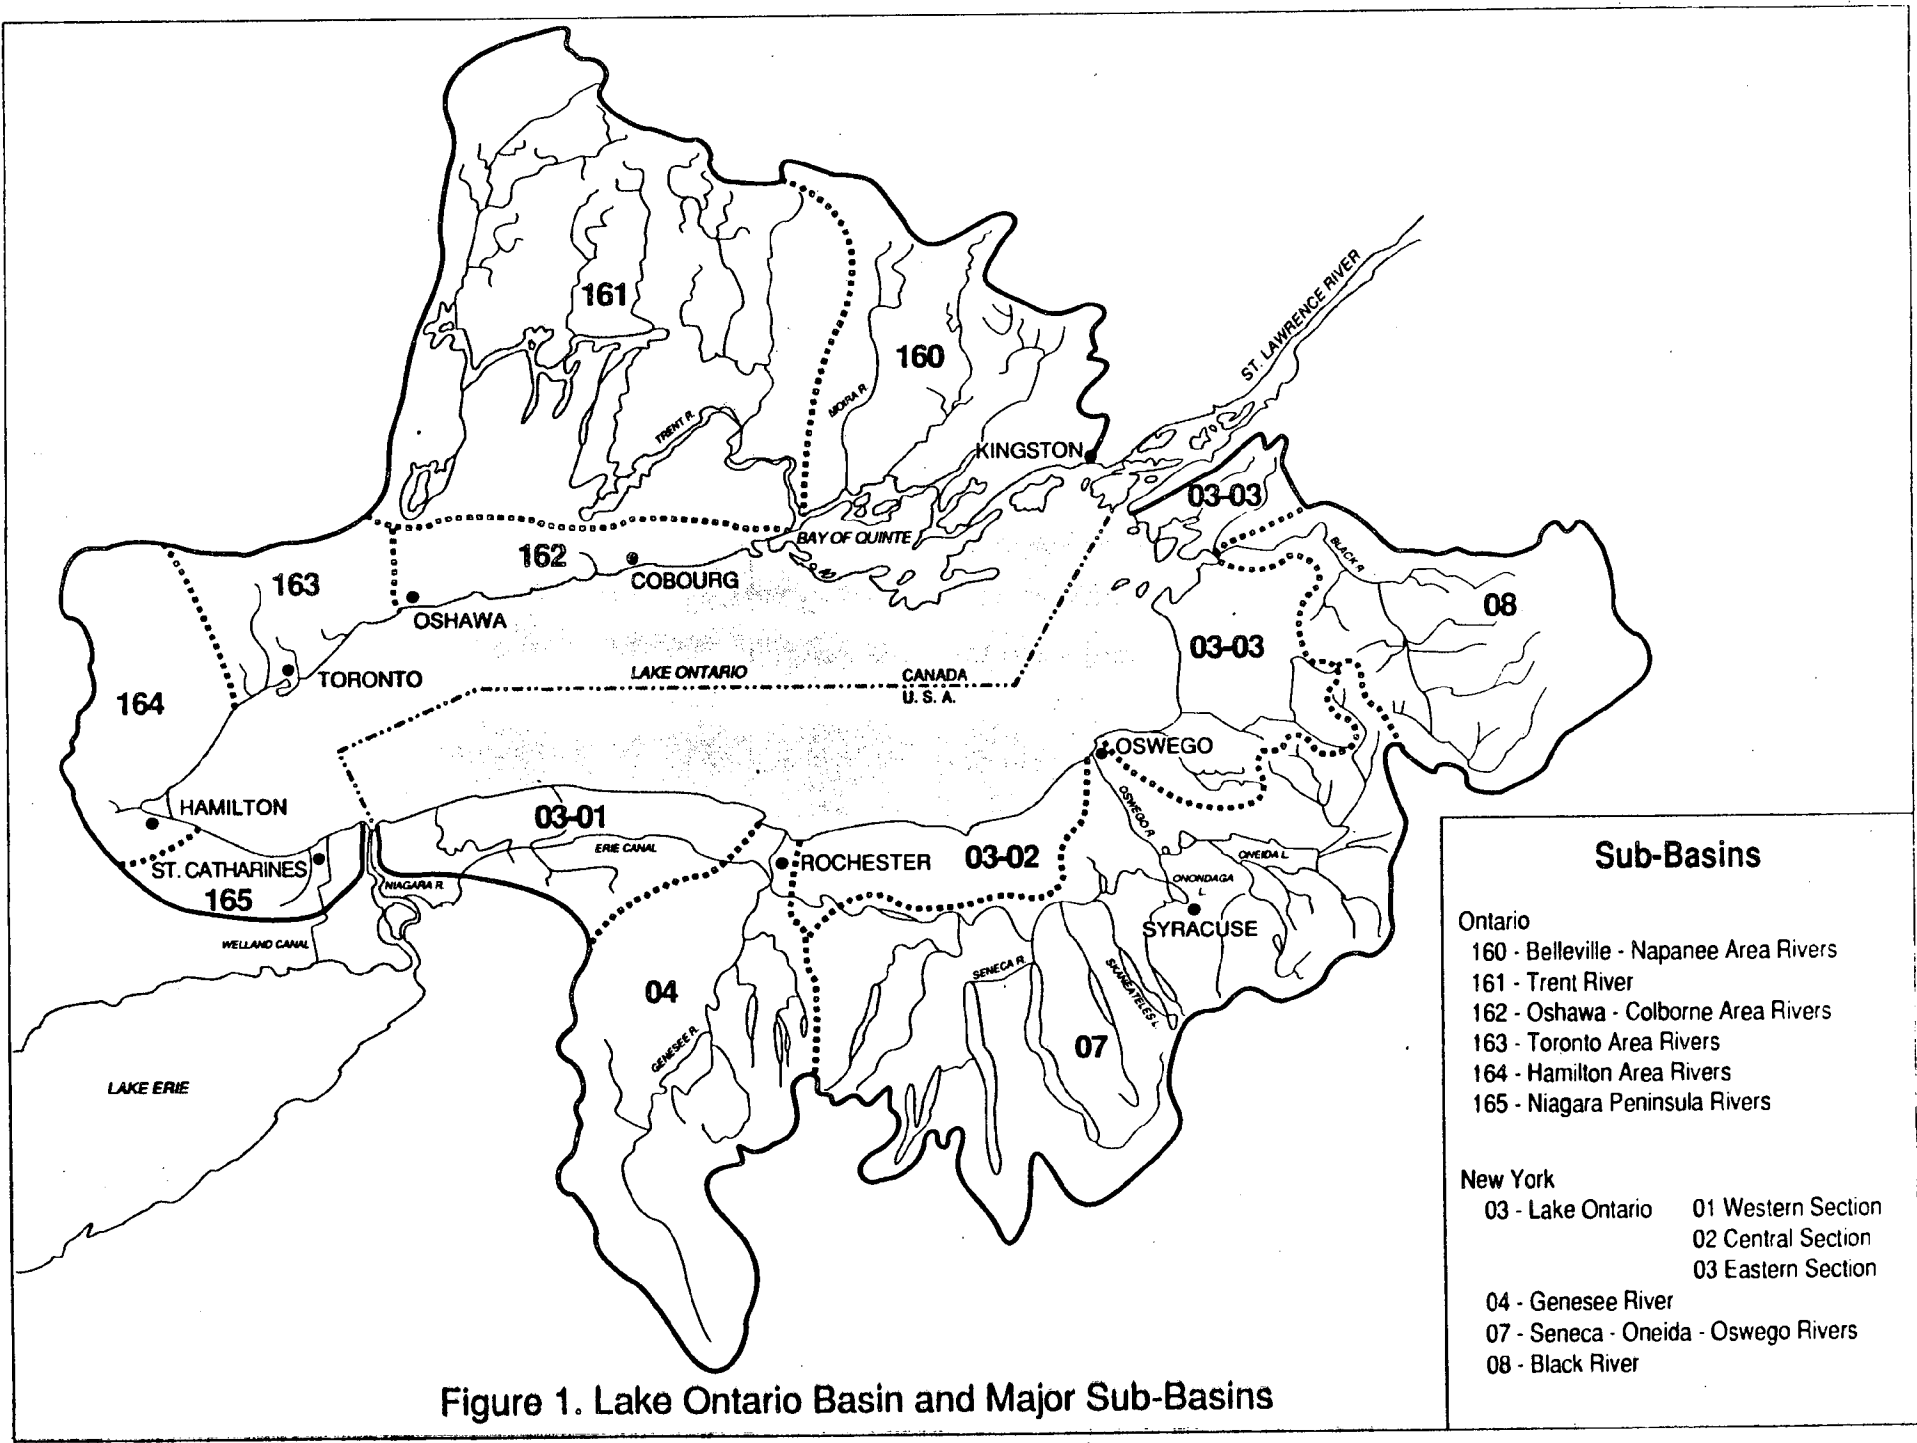 161
160
ST. LAWRENCE RIVER
MOIRA R.
TRENT R.
KINGSTON
03-03
BAY OF QUINTE
162
COBOURG
163
OSHAWA
BLACK R.
08
03-03
TORONTO
LAKE ONTARIO
CANADA
U. S. A.
164
OSWEGO
HAMILTON
03-01
OSWEGO R.
ERIE CANAL
ST. CATHARINES
165
ROCHESTER
03-02
ONEIDA L.
ONONDAGA
L.
NIAGARA R.
SYRACUSE
WELLAND CANAL
SENECA R.
SKANEATELES L.
04
GENESEE R.
07
LAKE ERIE
Sub-Basins
Ontario
160 - Belleville - Napanee Area Rivers
161 - Trent River
162 - Oshawa - Colborne Area Rivers
163 - Toronto Area Rivers
164 - Hamilton Area Rivers
165 - Niagara Peninsula Rivers
New York
03 - Lake Ontario 01 Western Section
02 Central Section
03 Eastern Section
04 - Genesee River
07 - Seneca - Oneida - Oswego Rivers
08 - Black River
Figure 1. Lake Ontario Basin and Major Sub-Basins